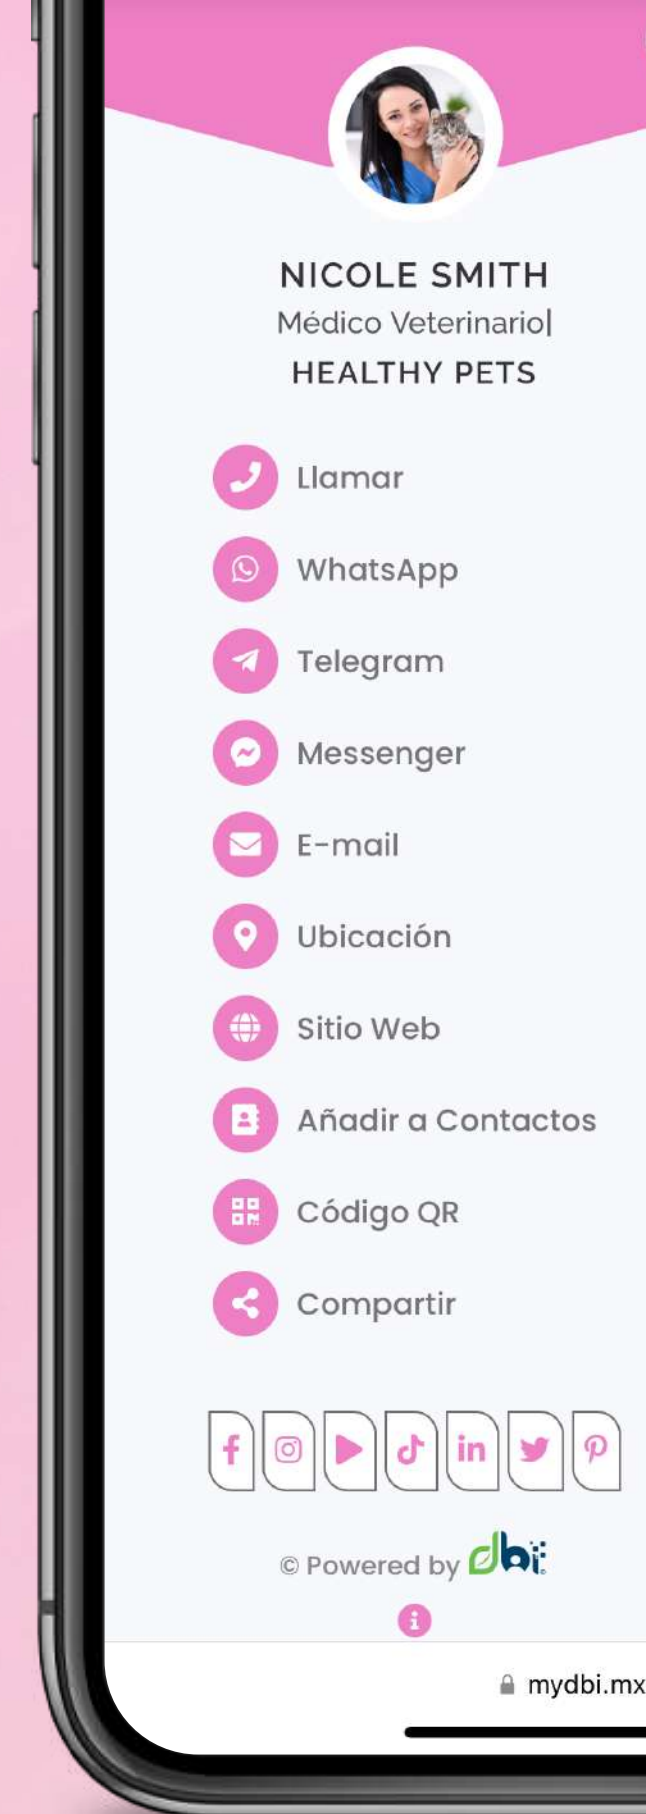 NICOLE SMITH
Médico Veterinario|
HEALTHY PETS
Llamar
WhatsApp
Telegram
Messenger
E-mail
Ubicación
Sitio Web
Añadir a Contactos
Código QR
Compartir
© Powered by dbi
mydbi.mx